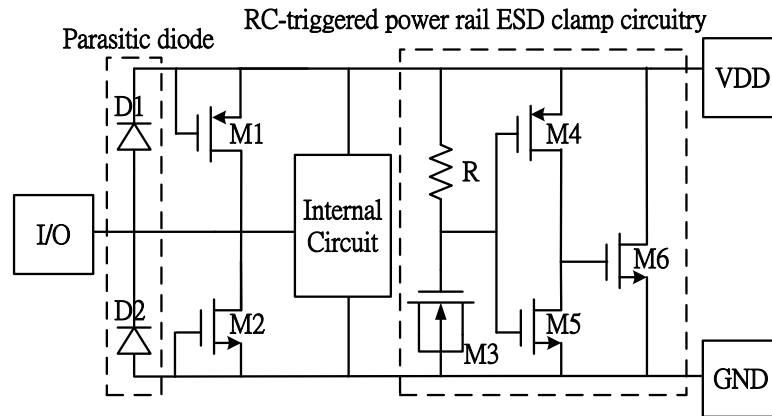 RC-triggered power rail ESD clamp circuitry
Parasitic diode
VDD
D1
M1
M4
R
I/O
Internal
Circuit
M6
D2
M2
M5
M3
GND